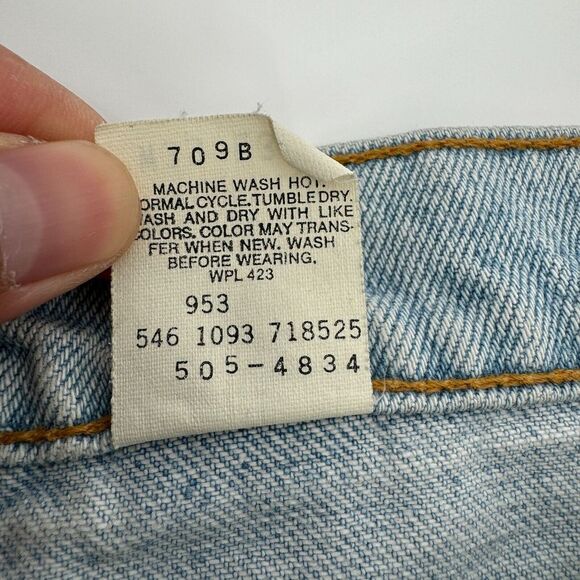 709B
MACHINE WASH HOT.
ORMAL CYCLE. TUMBLE DRY.
ASH AND DRY WITH LIKE
OLORS. COLOR MAY TRANS-
FER WHEN NEW. WASH
BEFORE WEARING.
WPL 423
953
546 1093 718525
505-4834